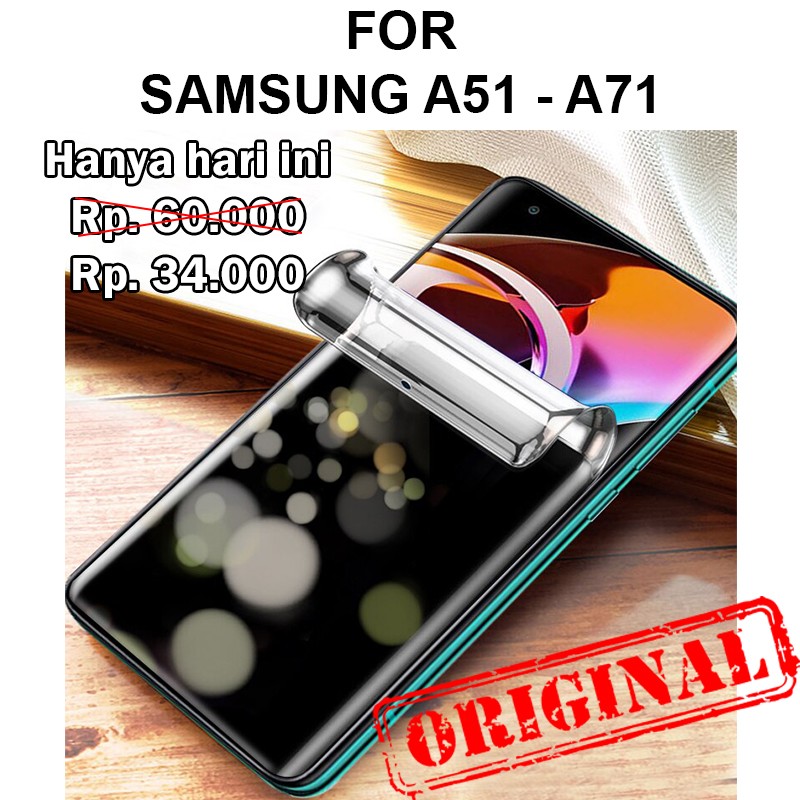 FOR
SAMSUNG A51 - A71
Hanya hari ini
Rp. 60.000
Rp. 34.000
ORIGINAL